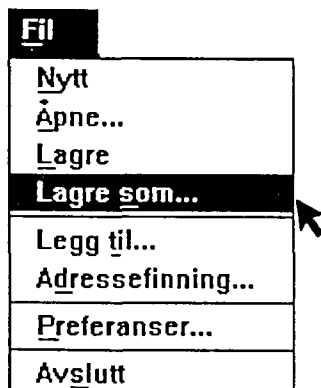 Fil
Nytt
Åpne...
Lagre
Lagre som...
Legg til...
Adressefinning...
Preferanser...
Avslutt